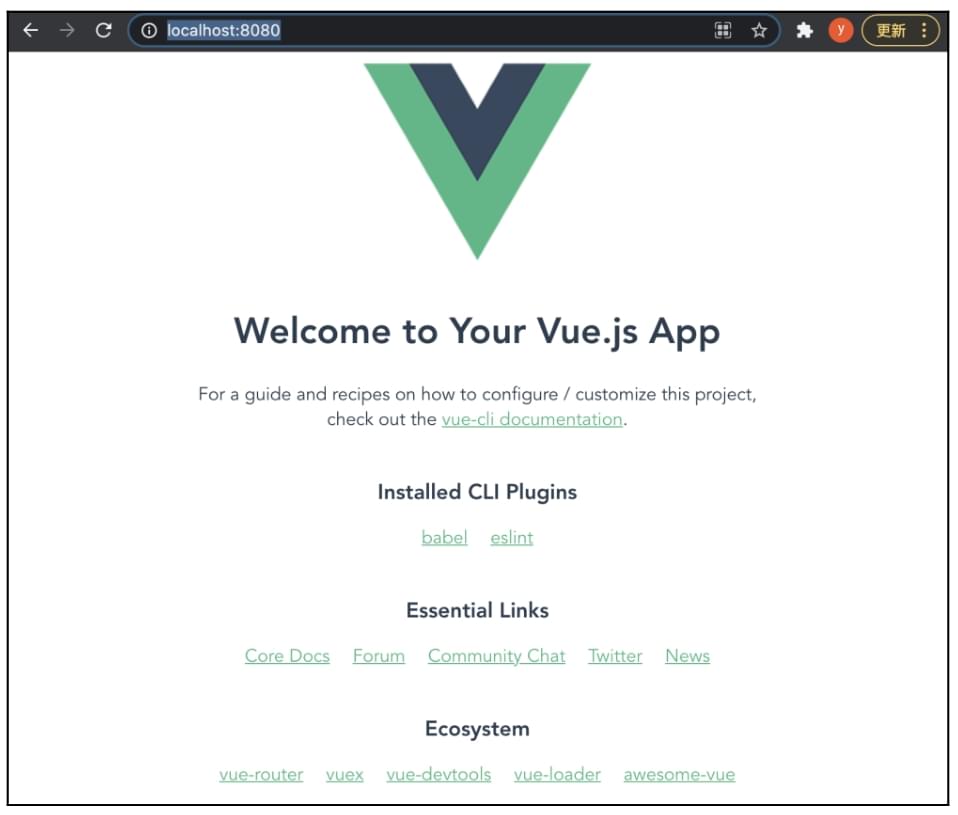 localhost:8080
y
更新
Welcome to Your Vue.js App
For a guide and recipes on how to configure / customize this project,
check out the vue-cli documentation.
Installed CLI Plugins
babel eslint
Essential Links
Core Docs Forum Community Chat Twitter News
Ecosystem
vue-router vuex vue-devtools vue-loader awesome-vue